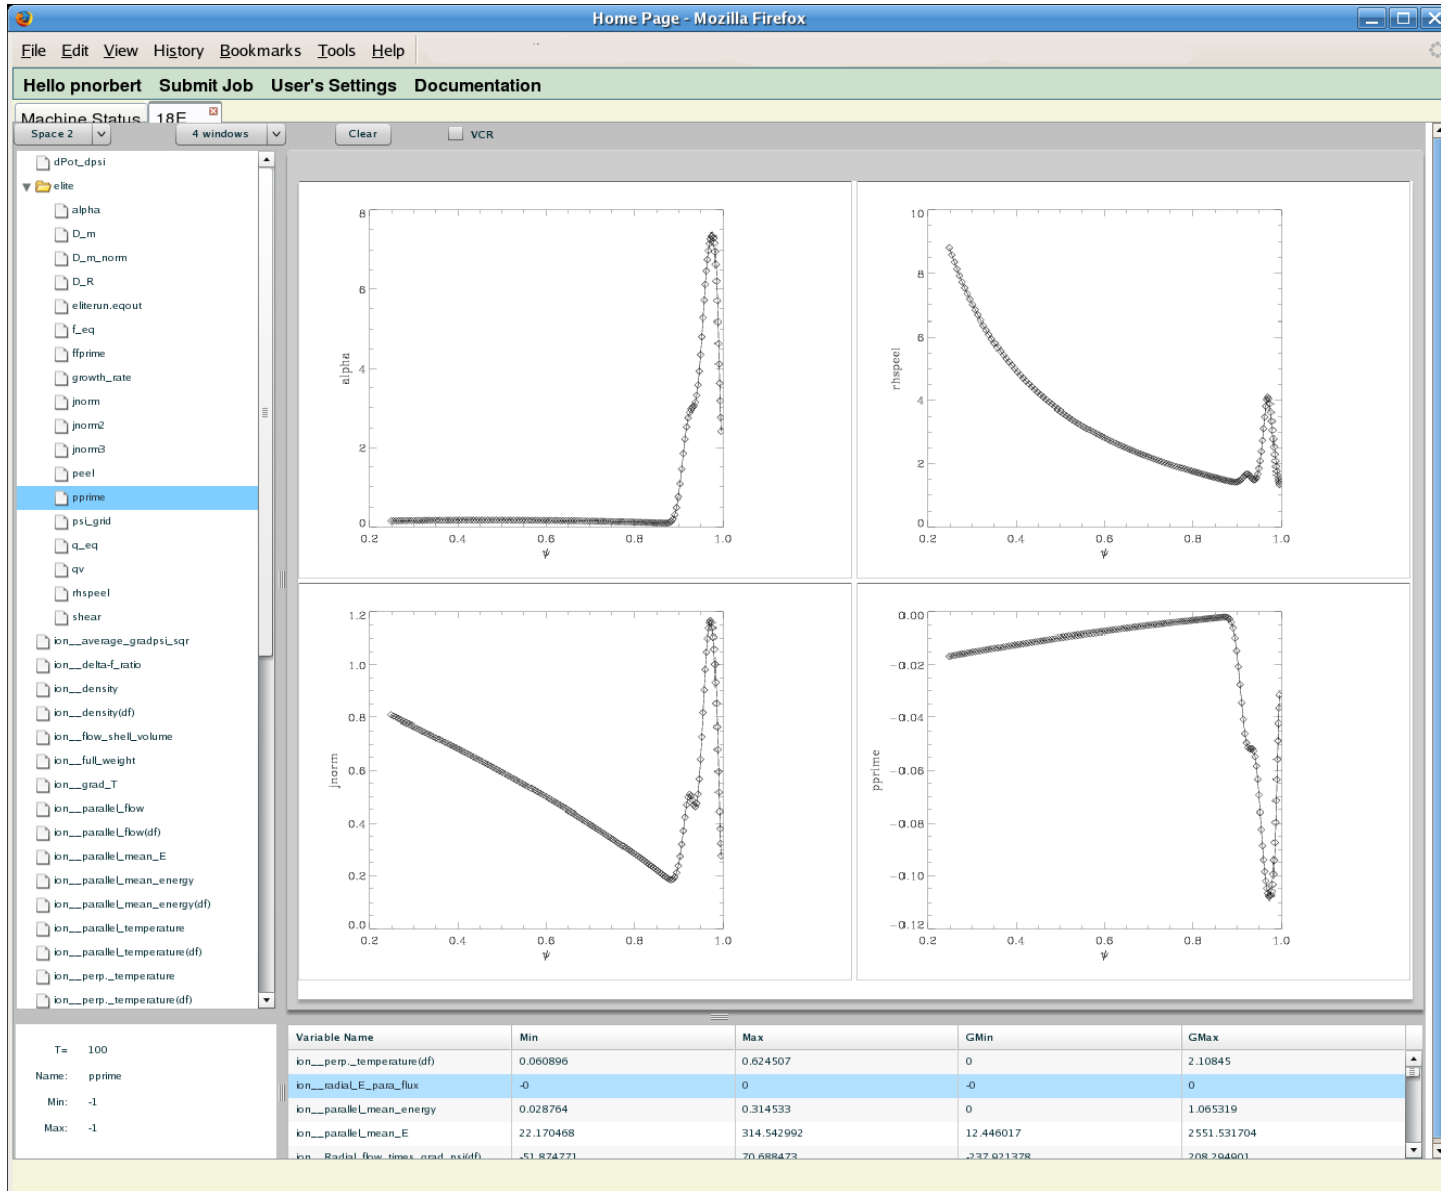 Home Page - Mozilla Firefox
File Edit View History Bookmarks Tools Help
Hello pnorbert Submit Job User's Settings Documentation
Machine Status 18E
Space 2 4 windows Clear VCR
dPot_dpsi
elite
alpha
D_m
D_m_norm
D_R
eliterun.eqout
f_eq
ffprime
growth_rate
jnorm
jnorm2
jnorm3
peel
pprime
psi_grid
q_eq
qv
rhspeel
shear
ion__average_gradpsi_sqr
ion__delta-f_ratio
ion__density
ion__density(df)
ion__flow_shell_volume
ion__full_weight
ion__grad_T
ion__parallel_flow
ion__parallel_flow(df)
ion__parallel_mean_E
ion__parallel_mean_energy
ion__parallel_mean_energy(df)
ion__parallel_temperature
ion__parallel_temperature(df)
ion__perp._temperature
ion__perp._temperature(df)
8
6
4
2
0
alpha
0.2 0.4 0.6 0.8 1.0
ψ
10
8
6
4
2
0
rhspeel
0.2 0.4 0.6 0.8 1.0
ψ
1.2
1.0
0.8
0.6
0.4
0.2
0.0
jnorm
0.2 0.4 0.6 0.8 1.0
ψ
0.00
-0.02
-0.04
-0.06
-0.08
-0.10
-0.12
pprime
0.2 0.4 0.6 0.8 1.0
ψ
T= 100
Name: pprime
Min: -1
Max: -1
Variable Name Min Max GMin GMax
ion__perp._temperature(df) 0.060896 0.624507 0 2.10845
ion__radial_E_para_flux -0 0 -0 0
ion__parallel_mean_energy 0.028764 0.314533 0 1.065319
ion__parallel_mean_E 22.170468 314.542992 12.446017 2551.531704
ion__Radial_flow_times_grad_psi(df) -51.874771 70.688473 -237.921378 208.294901